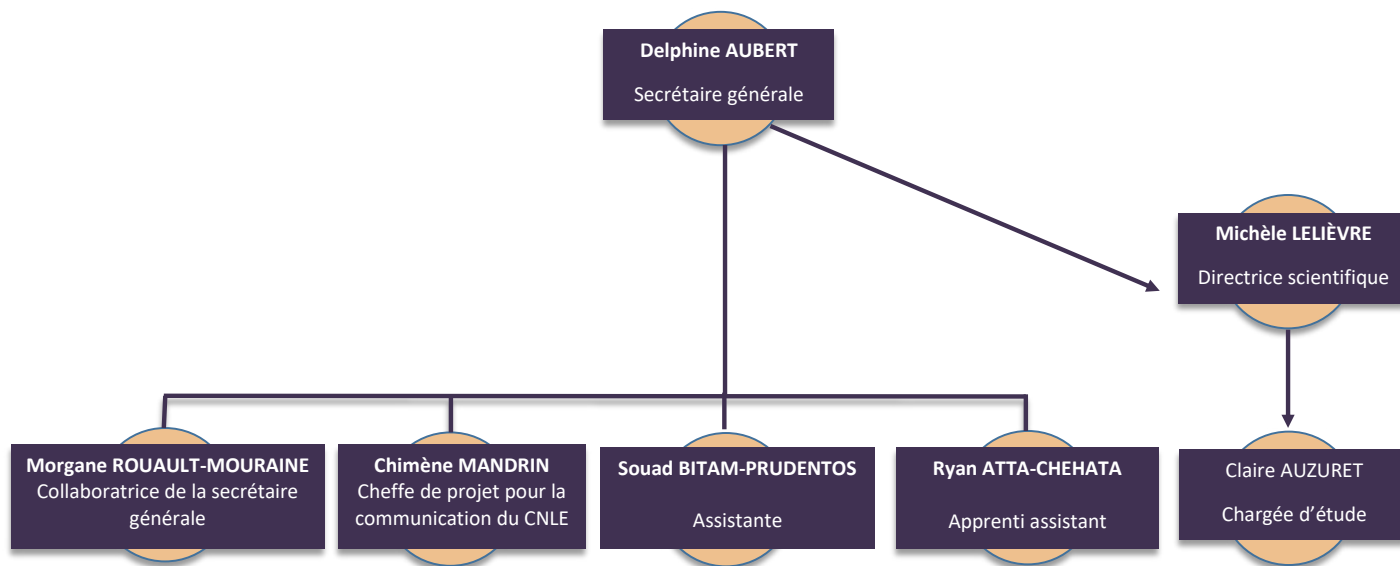 Delphine AUBERT
Secrétaire générale
Michèle LELIÈVRE
Directrice scientifique
Morgane ROUAULT-MOURAINE
Collaboratrice de la secrétaire
générale
Chimène MANDRIN
Cheffe de projet pour la
communication du CNLE
Souad BITAM-PRUDENTOS
Assistante
Ryan ATTA-CHEHATA
Apprenti assistant
Claire AUZURET
Chargée d’étude